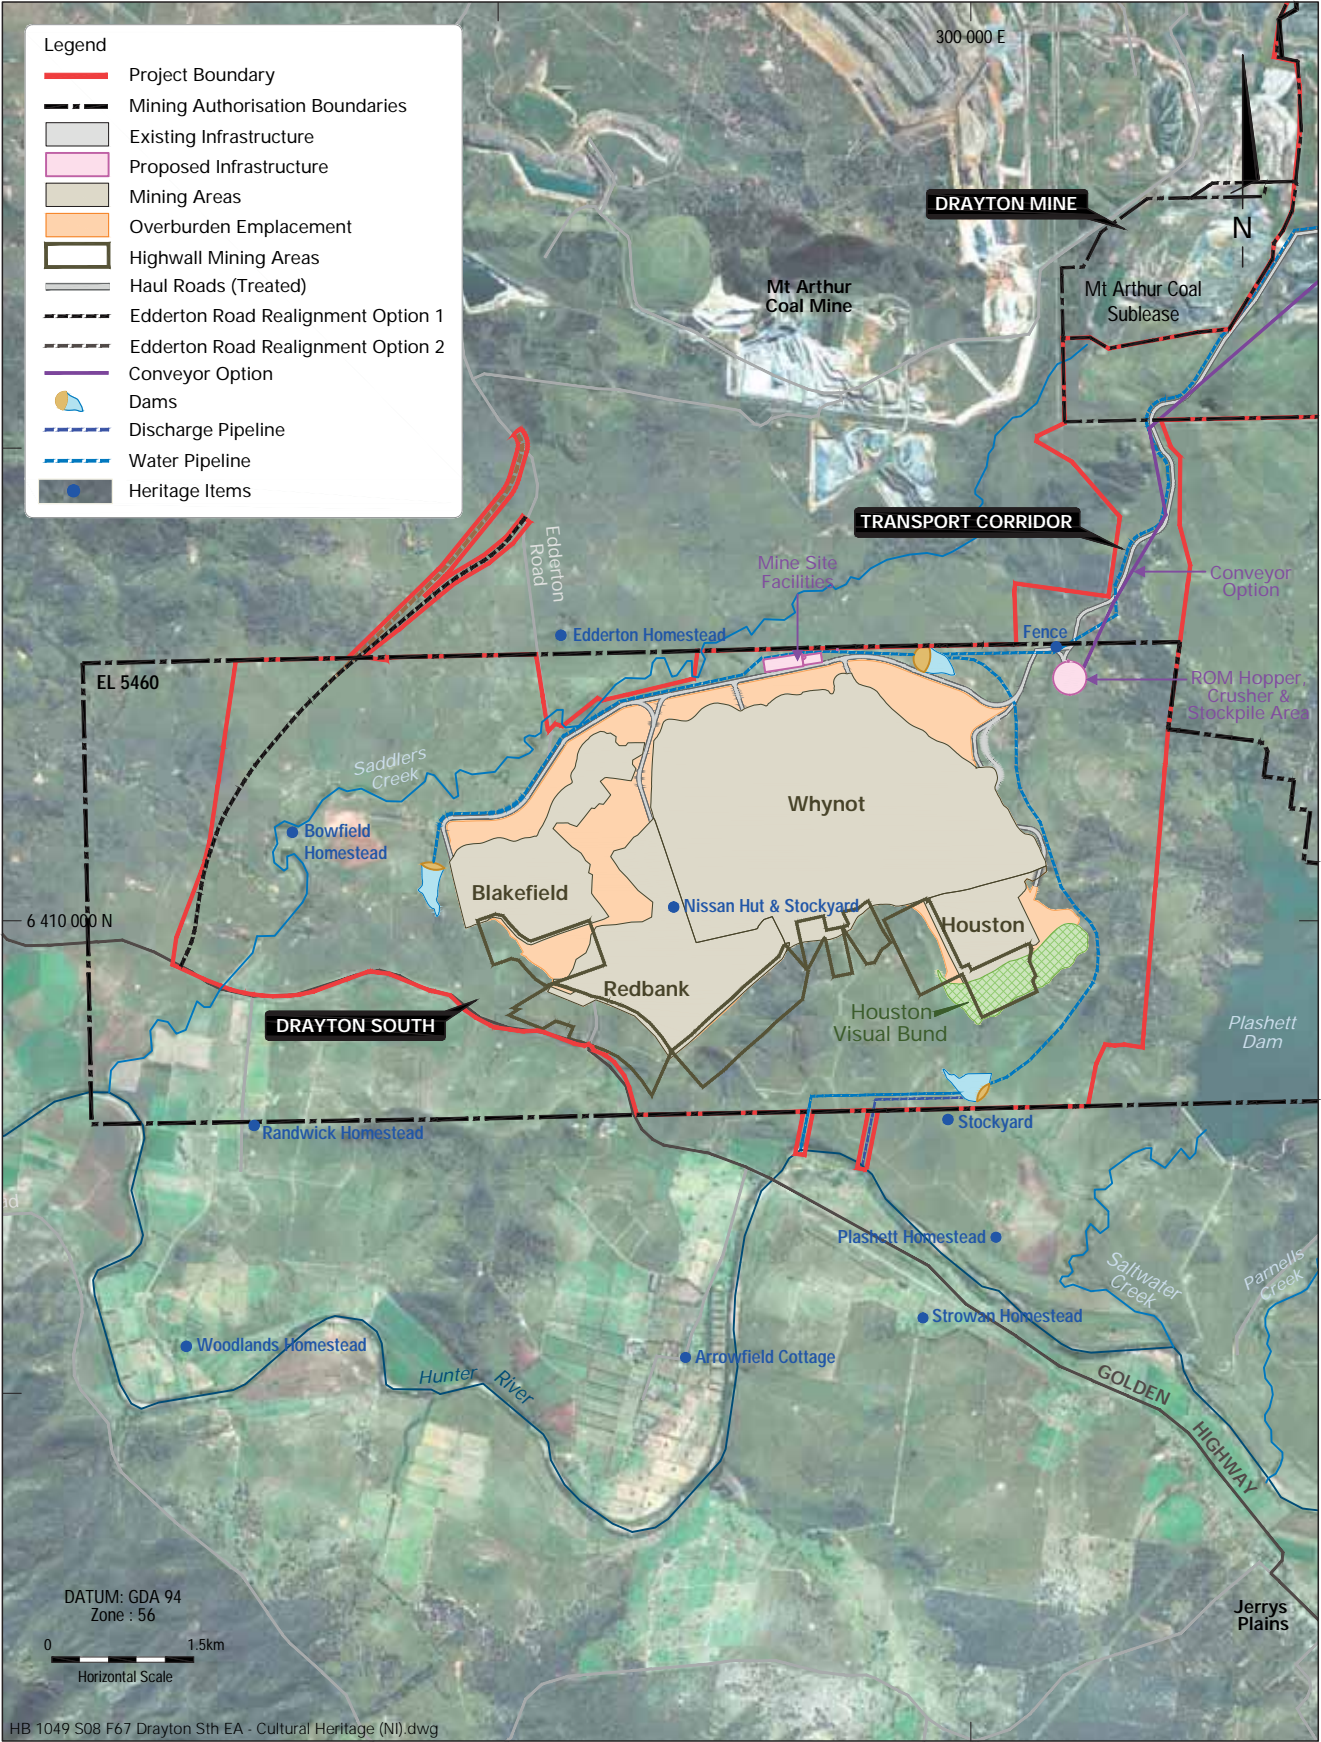 Legend
Project Boundary
Mining Authorisation Boundaries
Existing Infrastructure
Proposed Infrastructure
Mining Areas
Overburden Emplacement
Highwall Mining Areas
Haul Roads (Treated)
Edderton Road Realignment Option 1
Edderton Road Realignment Option 2
Conveyor Option
Dams
Discharge Pipeline
Water Pipeline
Heritage Items
300 000 E
DRAYTON MINE
N
Mt Arthur
Coal Mine
Mt Arthur Coal
Sublease
TRANSPORT CORRIDOR
Edderton
Road
Mine Site
Facilities
Conveyor
Option
Edderton Homestead
Fence
EL 5460
ROM Hopper,
Crusher &
Stockpile Area
Saddlers
Creek
Whynot
Bowfield
Homestead
Blakefield
Nissan Hut & Stockyard
6 410 000 N
Houston
Redbank
Houston
Visual Bund
DRAYTON SOUTH
Plashett
Dam
Stockyard
Randwick Homestead
Plashett Homestead
Saltwater
Creek
Parnells
Creek
Strowan Homestead
Woodlands Homestead
Arrowfield Cottage
Hunter River
GOLDEN HIGHWAY
DATUM: GDA 94
Zone : 56
0 1.5km
Horizontal Scale
Jerrys
Plains
HB 1049 S08 F67 Drayton Sth EA - Cultural Heritage (NI).dwg